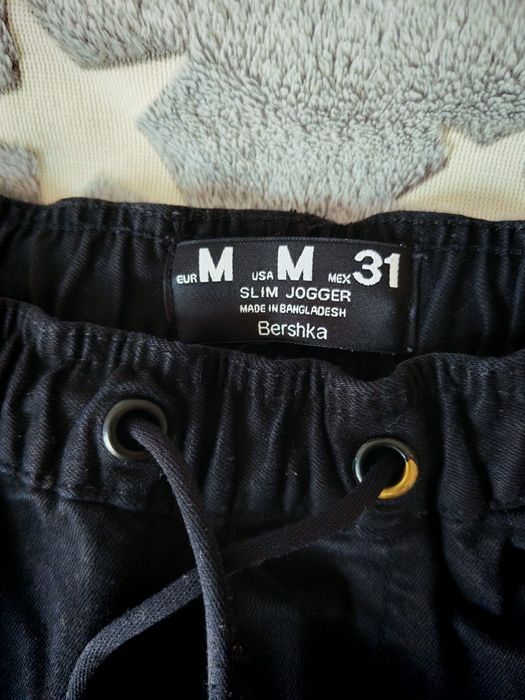 EUR M USA M MEX 31
SLIM JOGGER
MADE IN BANGLADESH
Bershka